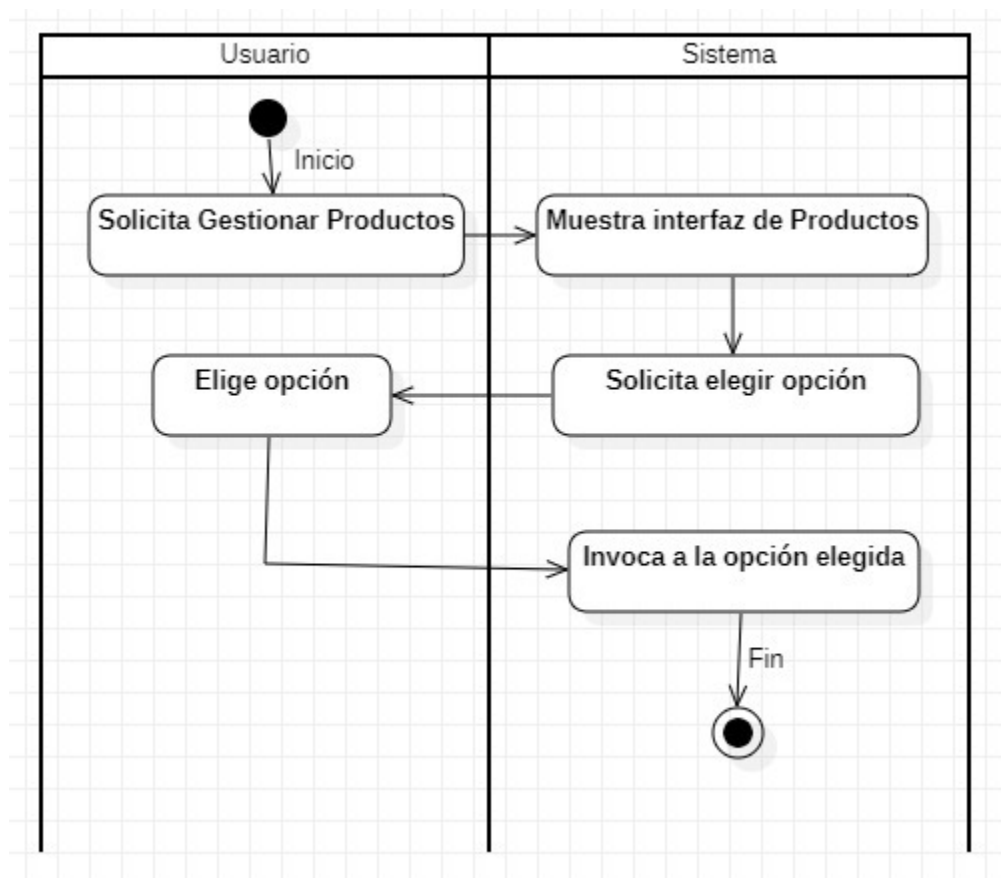 Usuario
Sistema
Inicio
Solicita Gestionar Productos
Muestra interfaz de Productos
Elige opción
Solicita elegir opción
Invoca a la opción elegida
Fin